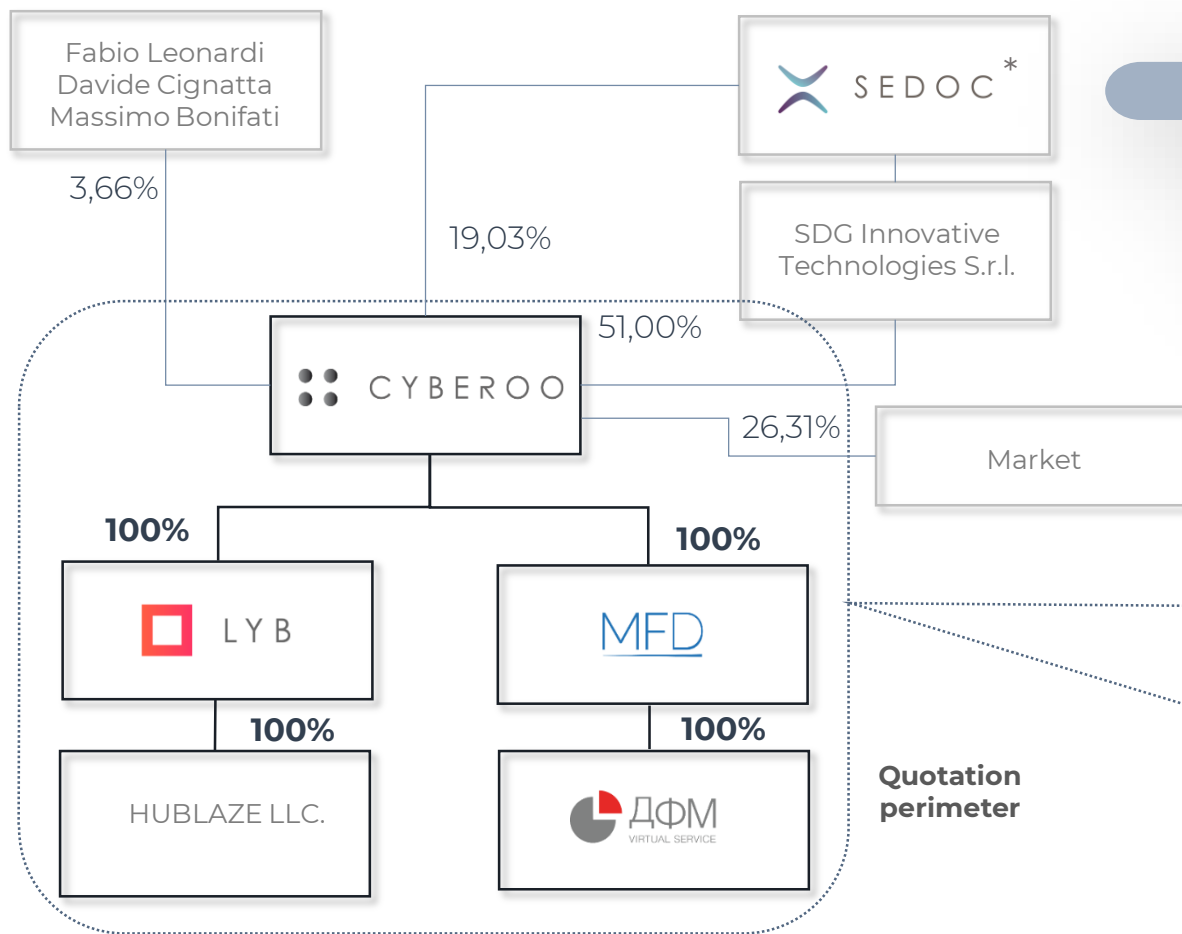 Fabio Leonardi
Davide Cignatta
Massimo Bonifati
SEDOC*
3,66%
19,03%
SDG Innovative
Technologies S.r.l.
51,00%
CYBEROO
26,31%
Market
100%
100%
LYB
MFD
100%
100%
HUBLAZE LLC.
ДФМ
VIRTUAL SERVICE
Quotation
perimeter